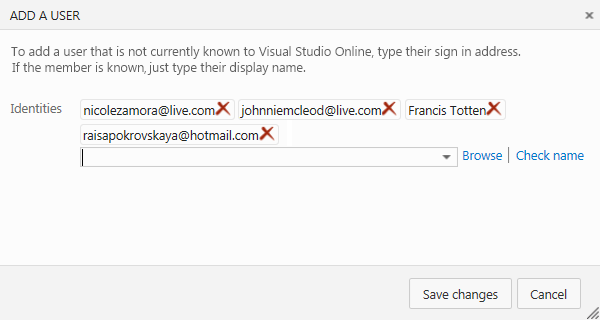 ADD A USER
To add a user that is not currently known to Visual Studio Online, type their sign in address.
If the member is known, just type their display name.
Identities nicolezamora@live.com johnniemcleod@live.com Francis Totten
raisapokrovskaya@hotmail.com
Browse | Check name
Save changes Cancel